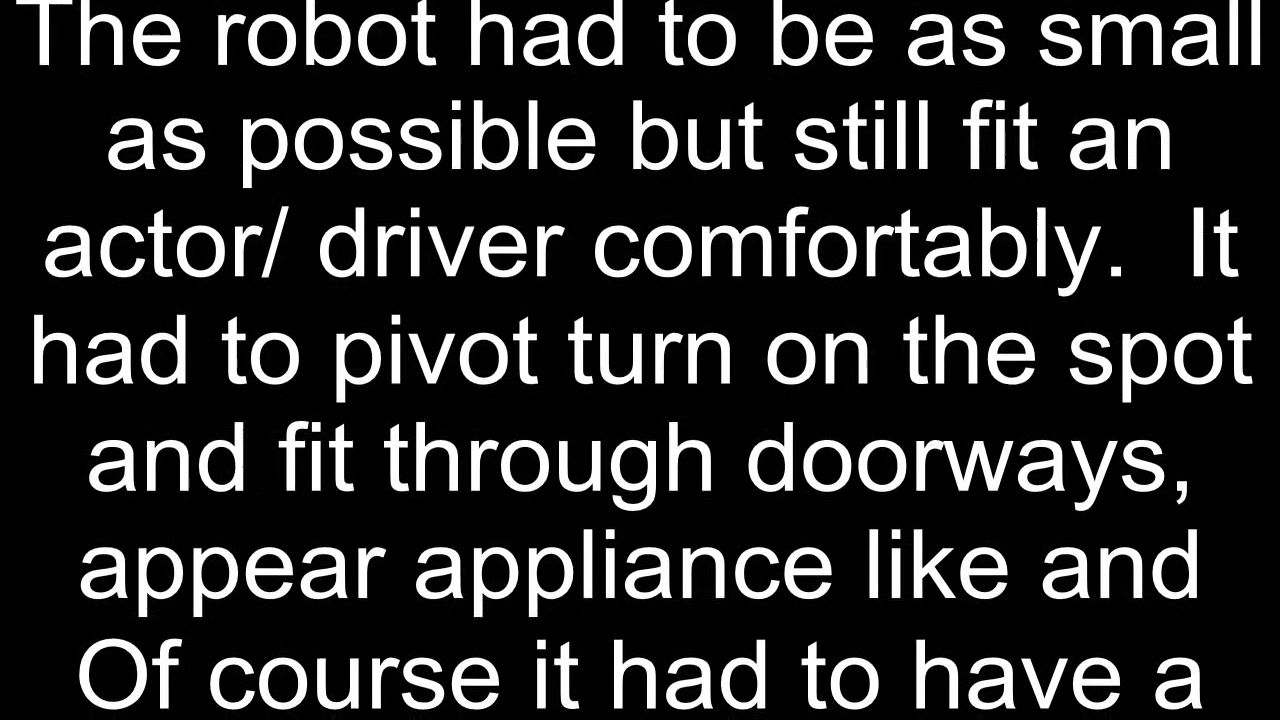 The robot had to be as small
as possible but still fit an
actor/ driver comfortably.  It
had to pivot turn on the spot
and fit through doorways,
appear appliance like and
Of course it had to have a